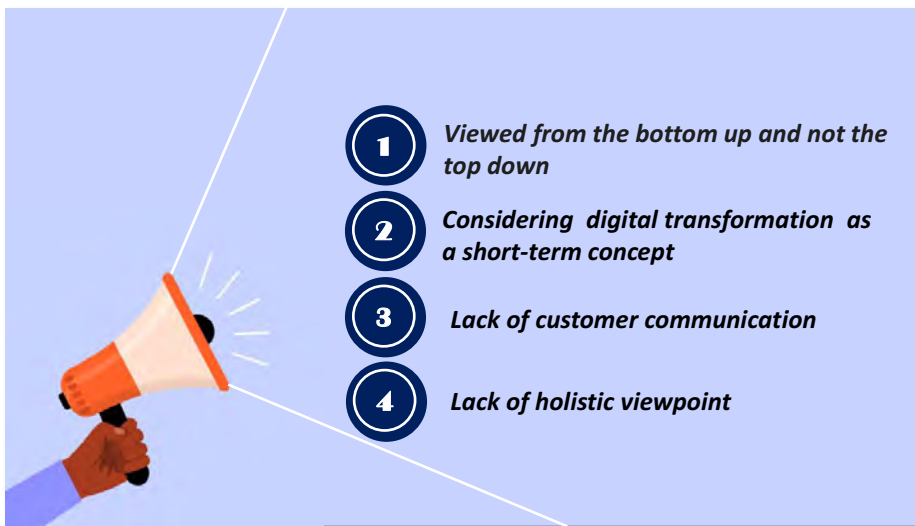 1
Viewed from the bottom up and not the
top down
2
Considering digital transformation as
a short-term concept
3
Lack of customer communication
4
Lack of holistic viewpoint